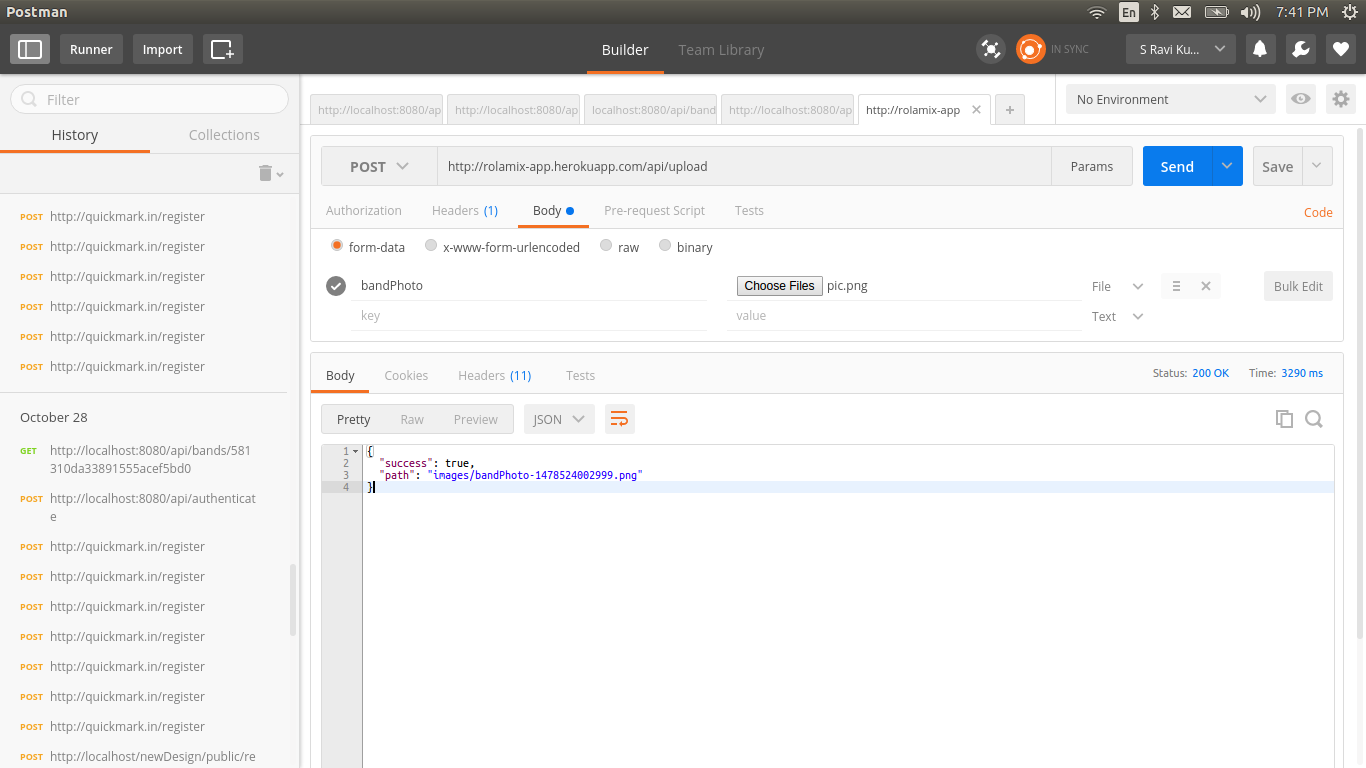 Postman
En
7:41 PM
Runner
Import
Builder
Team Library
IN SYNC
S Ravi Ku...
Filter
History
Collections
POST http://quickmark.in/register
POST http://quickmark.in/register
POST http://quickmark.in/register
POST http://quickmark.in/register
POST http://quickmark.in/register
POST http://quickmark.in/register
October 28
GET http://localhost:8080/api/bands/581
310da33891555acef5bd0
POST http://localhost:8080/api/authenticat
e
POST http://quickmark.in/register
POST http://quickmark.in/register
POST http://quickmark.in/register
POST http://quickmark.in/register
POST http://quickmark.in/register
POST http://quickmark.in/register
POST http://quickmark.in/register
POST http://localhost/newDesign/public/re
http://localhost:8080/ap
http://localhost:8080/ap
localhost:8080/api/band
http://localhost:8080/ap
http://rolamix-app
+
No Environment
POST
http://rolamix-app.herokuapp.com/api/upload
Params
Send
Save
Authorization
Headers (1)
Body
Pre-request Script
Tests
Code
form-data
x-www-form-urlencoded
raw
binary
bandPhoto
Choose Files pic.png
File
Bulk Edit
key
value
Text
Body
Cookies
Headers (11)
Tests
Status: 200 OK
Time: 3290 ms
Pretty
Raw
Preview
JSON
1 {
2 "success": true,
3 "path": "images/bandPhoto-1478524002999.png"
4 }